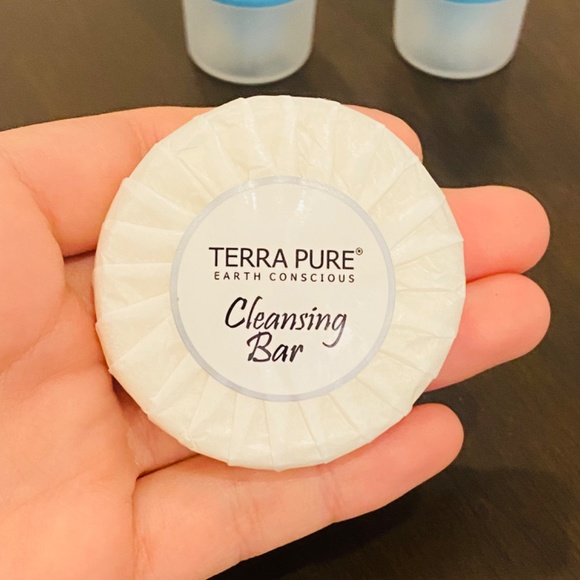 TERRA PURE®
EARTH CONSCIOUS
Cleansing
Bar